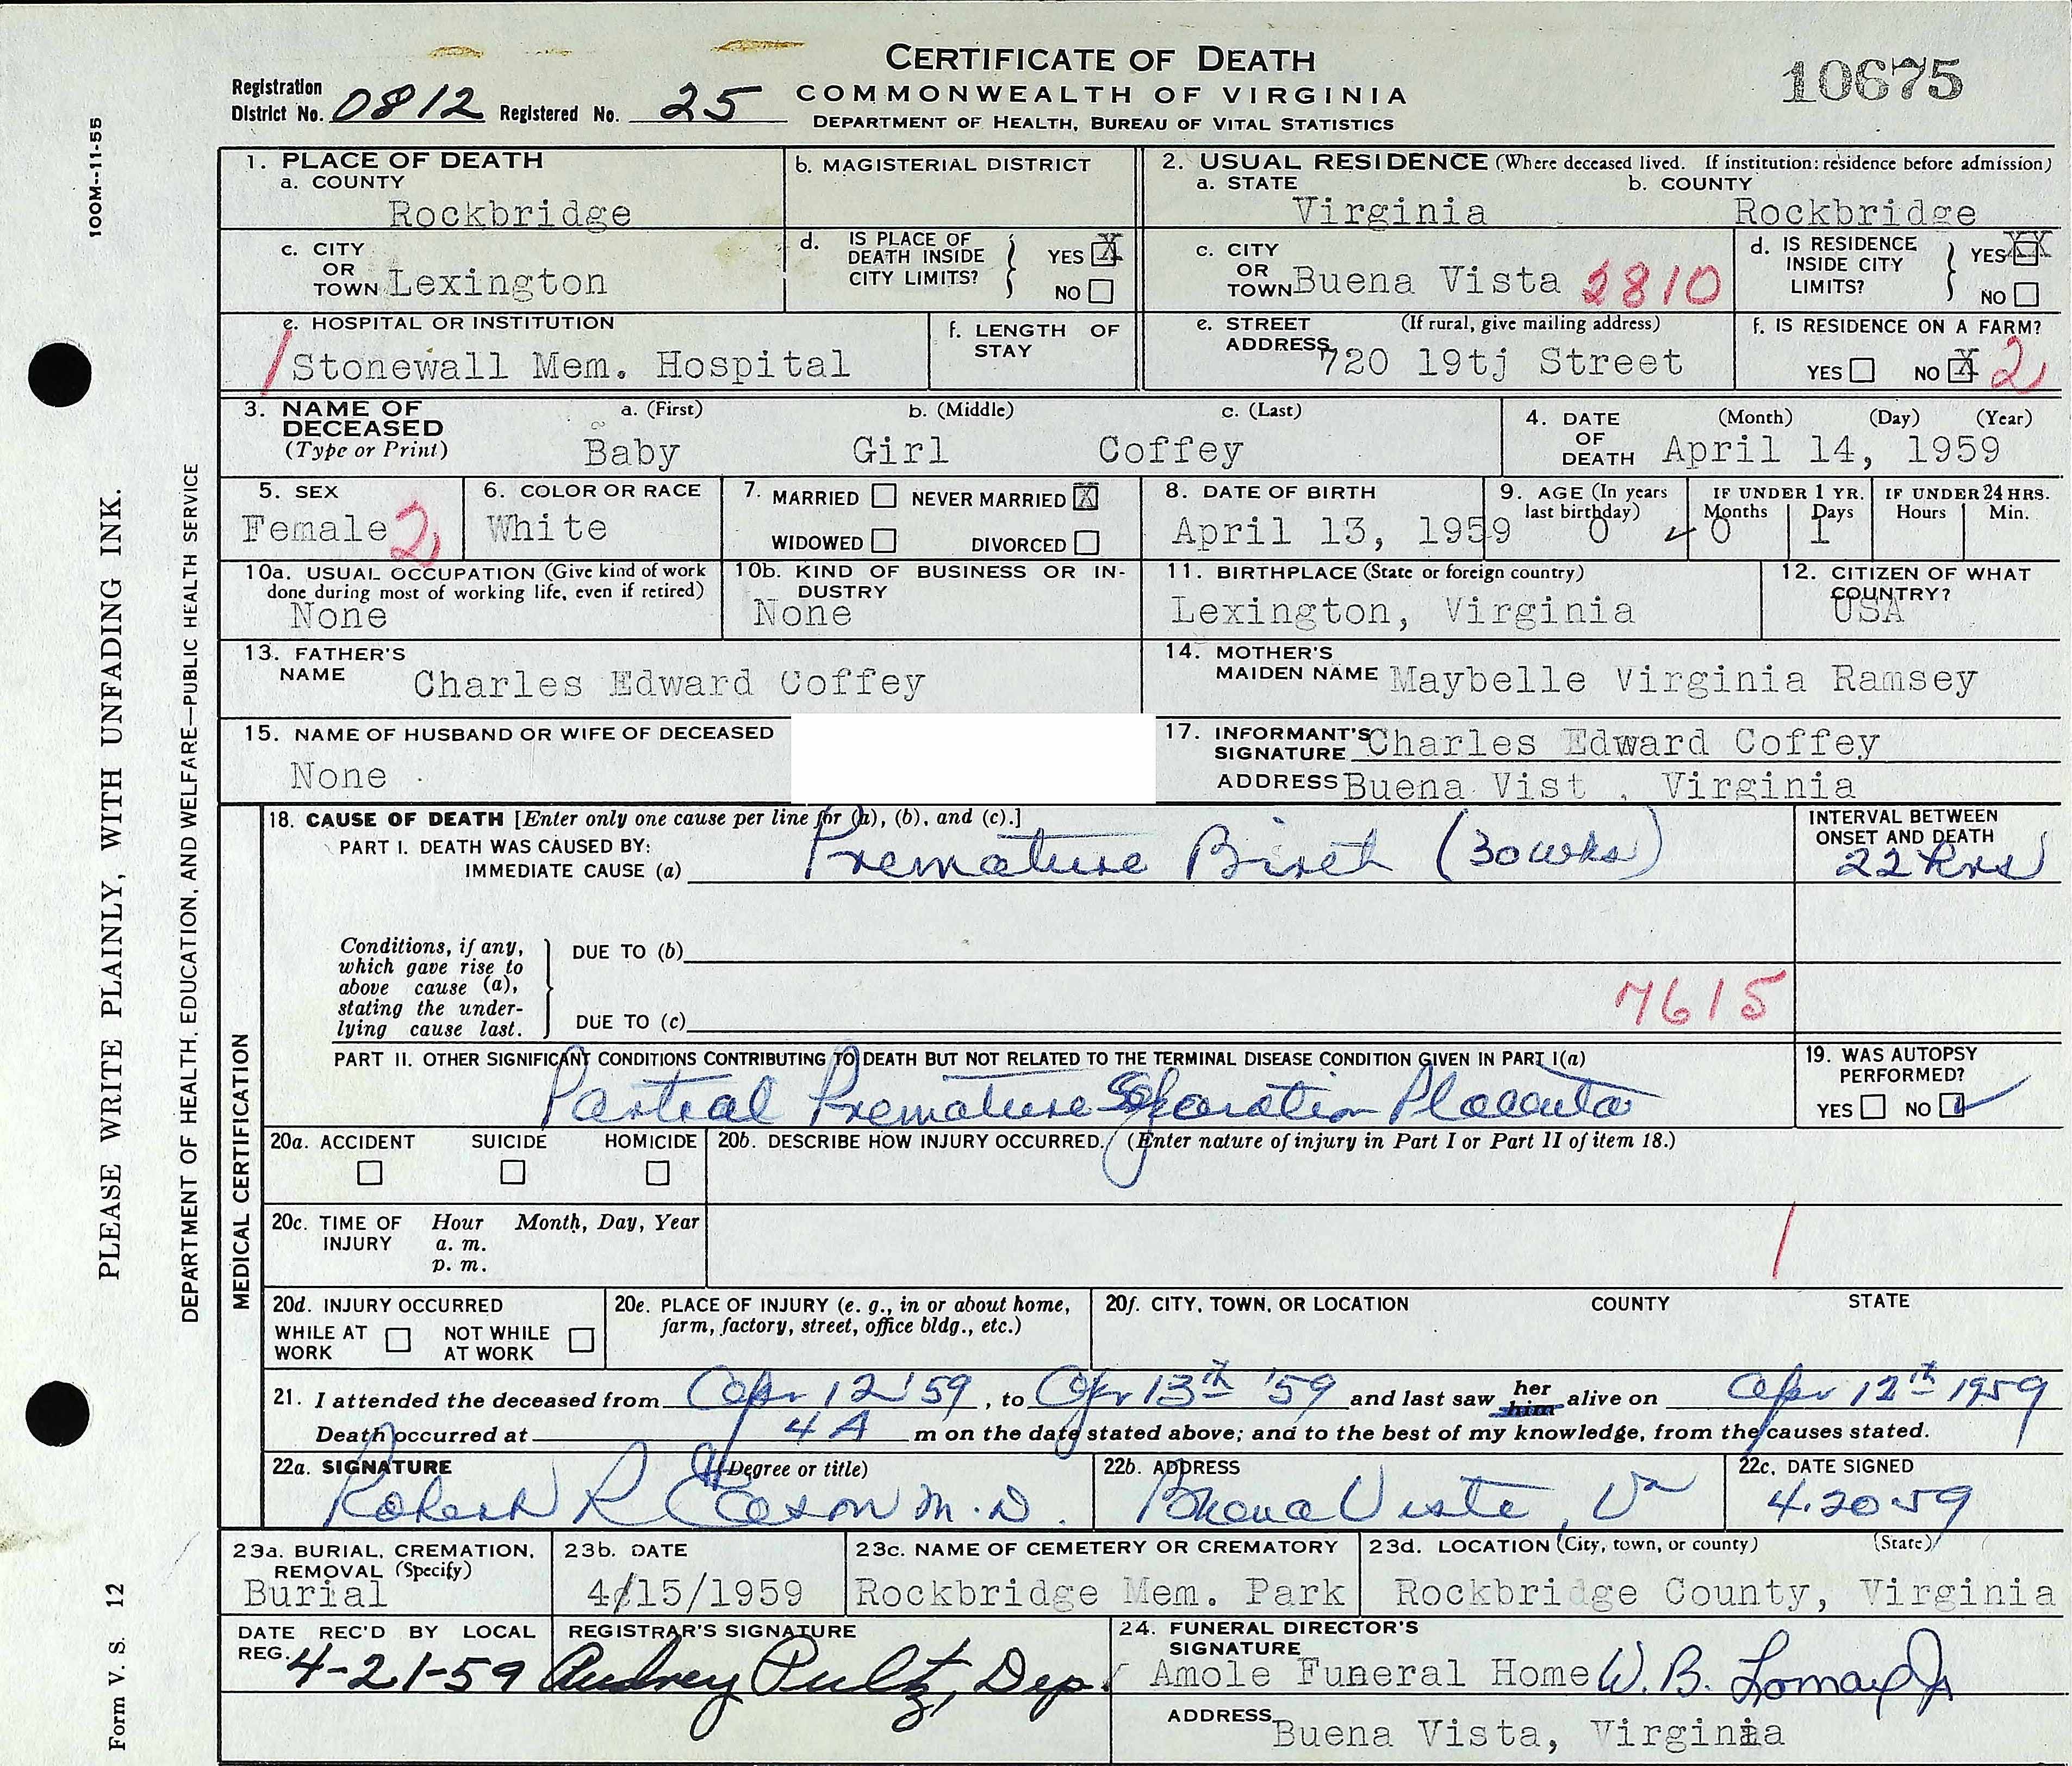 CERTIFICATE OF DEATH
COMMONWEALTH OF VIRGINIA
DEPARTMENT OF HEALTH, BUREAU OF VITAL STATISTICS
10675
Registration
District No. 0812 Registered No. 25
100M--11-55
PLEASE WRITE PLAINLY, WITH UNFADING INK.
DEPARTMENT OF HEALTH, EDUCATION, AND WELFARE—PUBLIC HEALTH SERVICE
Form V. S. 12
1. PLACE OF DEATH
a. COUNTY
Rockbridge
b. MAGISTERIAL DISTRICT
2. USUAL RESIDENCE (Where deceased lived. If institution: residence before admission)
a. STATE
Virginia
b. COUNTY
Rockbridge
c. CITY
OR
TOWN Lexington
d. IS PLACE OF
DEATH INSIDE
CITY LIMITS?
YES X
NO
c. CITY
OR
TOWN Buena Vista 2810
d. IS RESIDENCE
INSIDE CITY
LIMITS?
YES XX
NO
e. HOSPITAL OR INSTITUTION
1 Stonewall Mem. Hospital
f. LENGTH OF
STAY
e. STREET (If rural, give mailing address)
ADDRESS 720 19tj Street
f. IS RESIDENCE ON A FARM?
YES NO X 2
3. NAME OF
DECEASED
(Type or Print)
a. (First) b. (Middle) c. (Last)
Baby Girl Coffey
4. DATE (Month) (Day) (Year)
OF
DEATH April 14, 1959
5. SEX
Female 2
6. COLOR OR RACE
White
7. MARRIED NEVER MARRIED X
WIDOWED DIVORCED
8. DATE OF BIRTH
April 13, 1959
9. AGE (In years
last birthday)
0
IF UNDER 1 YR.
Months Days
0 1
IF UNDER 24 HRS.
Hours Min.
10a. USUAL OCCUPATION (Give kind of work
done during most of working life, even if retired)
None
10b. KIND OF BUSINESS OR IN-
DUSTRY
None
11. BIRTHPLACE (State or foreign country)
Lexington, Virginia
12. CITIZEN OF WHAT
COUNTRY?
USA
13. FATHER'S
NAME Charles Edward Coffey
14. MOTHER'S
MAIDEN NAME Maybelle Virginia Ramsey
15. NAME OF HUSBAND OR WIFE OF DECEASED
None
17. INFORMANT'S
SIGNATURE Charles Edward Coffey
ADDRESS Buena Vist , Virginia
MEDICAL CERTIFICATION
18. CAUSE OF DEATH [Enter only one cause per line for (a), (b), and (c).]
PART I. DEATH WAS CAUSED BY:
IMMEDIATE CAUSE (a) Premature Birth (30 wks)
INTERVAL BETWEEN
ONSET AND DEATH
22 hrs
Conditions, if any,
which gave rise to
above cause (a),
stating the under-
lying cause last.
DUE TO (b)
DUE TO (c)
7615
PART II. OTHER SIGNIFICANT CONDITIONS CONTRIBUTING TO DEATH BUT NOT RELATED TO THE TERMINAL DISEASE CONDITION GIVEN IN PART I(a)
Partial Premature Separation Placenta
19. WAS AUTOPSY
PERFORMED?
YES NO ✓
20a. ACCIDENT SUICIDE HOMICIDE
20b. DESCRIBE HOW INJURY OCCURRED. (Enter nature of injury in Part I or Part II of item 18.)
20c. TIME OF Hour Month, Day, Year
INJURY a. m.
p. m.
1
20d. INJURY OCCURRED
WHILE AT NOT WHILE
WORK AT WORK
20e. PLACE OF INJURY (e. g., in or about home,
farm, factory, street, office bldg., etc.)
20f. CITY, TOWN, OR LOCATION COUNTY STATE
21. I attended the deceased from Apr 12 '59, to Apr 13th '59 and last saw her him alive on Apr 12th 1959
Death occurred at 4 A m on the date stated above; and to the best of my knowledge, from the causes stated.
22a. SIGNATURE (Degree or title)
Robert R M.D.
22b. ADDRESS
Buena Vista, Va
22c. DATE SIGNED
4.20.59
23a. BURIAL, CREMATION,
REMOVAL (Specify)
Burial
23b. DATE
4/15/1959
23c. NAME OF CEMETERY OR CREMATORY
Rockbridge Mem. Park
23d. LOCATION (City, town, or county) (State)
Rockbridge County, Virginia
DATE REC'D BY LOCAL
REG. 4-21-59
REGISTRAR'S SIGNATURE
Audrey Pultz, Dep.
24. FUNERAL DIRECTOR'S
SIGNATURE
Amole Funeral Home W. B. Lomax Jr
ADDRESS
Buena Vista, Virginia